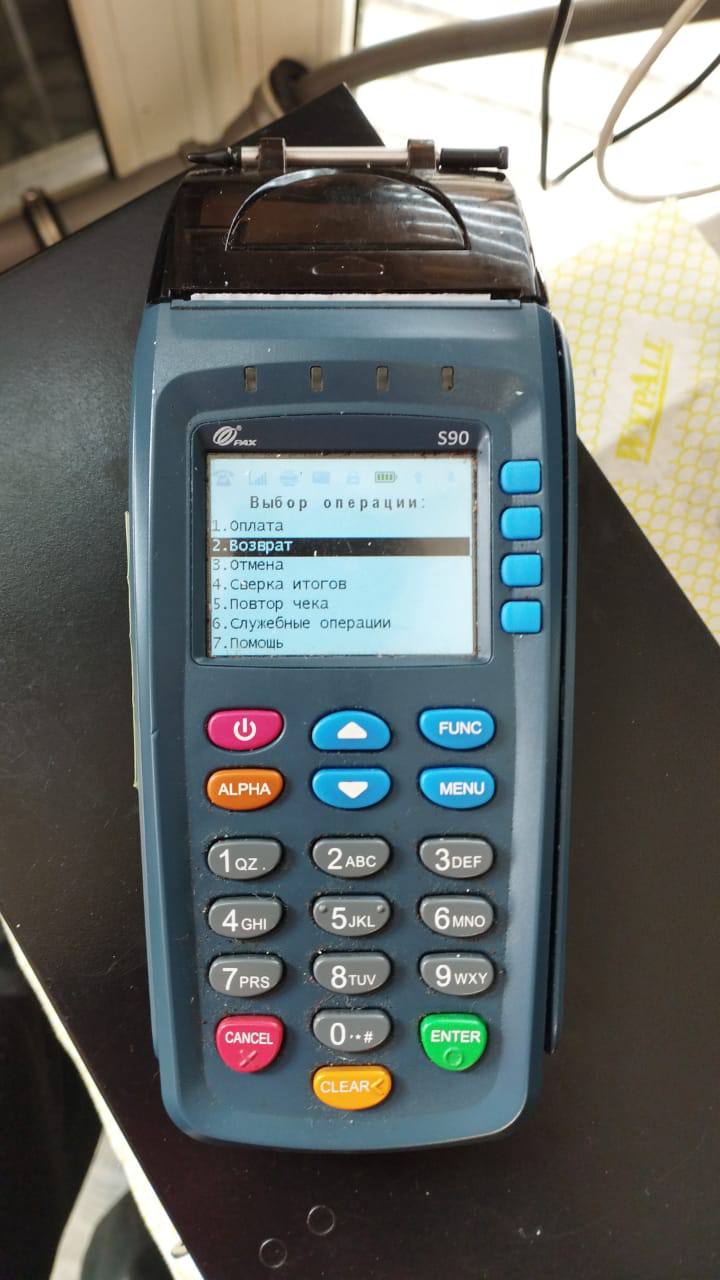 PAX S90
Выбор операции:
1.Оплата
2.Возврат
3.Отмена
4.Сверка итогов
5.Повтор чека
6.Служебные операции
7.Помощь
FUNC
ALPHA MENU
1QZ. 2ABC 3DEF
4GHI 5JKL 6MNO
7PRS 8TUV 9WXY
CANCEL 0.*# ENTER
CLEAR<
WYPALL